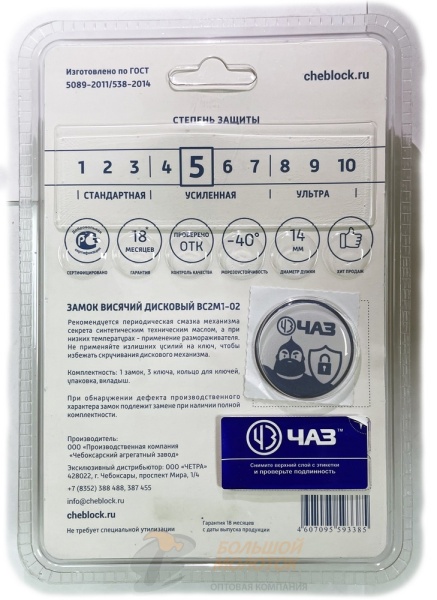 Изготовлено по ГОСТ
5089-2011/538-2014
cheblock.ru
СТЕПЕНЬ ЗАЩИТЫ
1 2 3 4 5 6 7 8 9 10
СТАНДАРТНАЯ УСИЛЕННАЯ УЛЬТРА
18*
МЕСЯЦЕВ
ПРОВЕРЕНО
ОТК
-40°
14
ММ
СЕРТИФИЦИРОВАНО
ГАРАНТИЯ
КОНТРОЛЬ КАЧЕСТВА
МОРОЗОСТОЙКОСТЬ
ДИАМЕТР ДУЖКИ
ХИТ ПРОДАЖ
ЗАМОК ВИСЯЧИЙ ДИСКОВЫЙ ВС2М1-02
Рекомендуется периодическая смазка механизма
секрета синтетическим техническим маслом, а при
низких температурах - применение размораживателя.
Не применяйте излишних усилий на ключ, чтобы
избежать скручивания дискового механизма.
Комплектность: 1 замок, 3 ключа, кольцо для ключей,
упаковка, вкладыш.
При обнаружении дефекта производственного
характера замок подлежит замене при наличии полной
комплектности.
ЧАЗ
ЧАЗ™
Снимите верхний слой с этикетки
и проверьте подлинность
Производитель:
ООО «Производственная компания
«Чебоксарский агрегатный завод»
Эксклюзивный дистрибьютор: ООО «ЧЕТРА»
428022, г. Чебоксары, проспект Мира, 1/4
+7 (8352) 388 488, 387 455
info@cheblock.ru
cheblock.ru
Не требует специальной утилизации
*Гарантия 18 месяцев
с даты выпуска продукции
4607095593385
БОЛЬШОЙ
МАСТЕР
ОПТОВАЯ КОМПАНИЯ